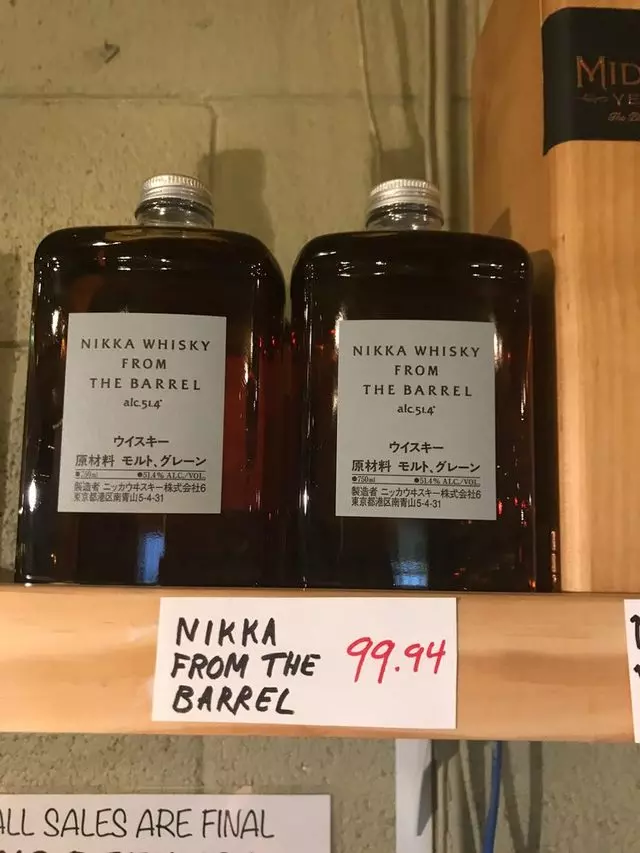 NIKKA WHISKY
FROM
THE BARREL
alc.51.4°
ウイスキー
原材料 モルト、グレーン
●750ml ●51.4% ALC./VOL.
製造者 ニッカウヰスキー株式会社6
東京都港区南青山5-4-31
NIKKA WHISKY
FROM
THE BARREL
alc.51.4°
ウイスキー
原材料 モルト、グレーン
●750ml ●51.4% ALC./VOL.
製造者 ニッカウヰスキー株式会社6
東京都港区南青山5-4-31
MID
VE
The B
NIKKA
FROM THE
BARREL
99.94
ALL SALES ARE FINAL